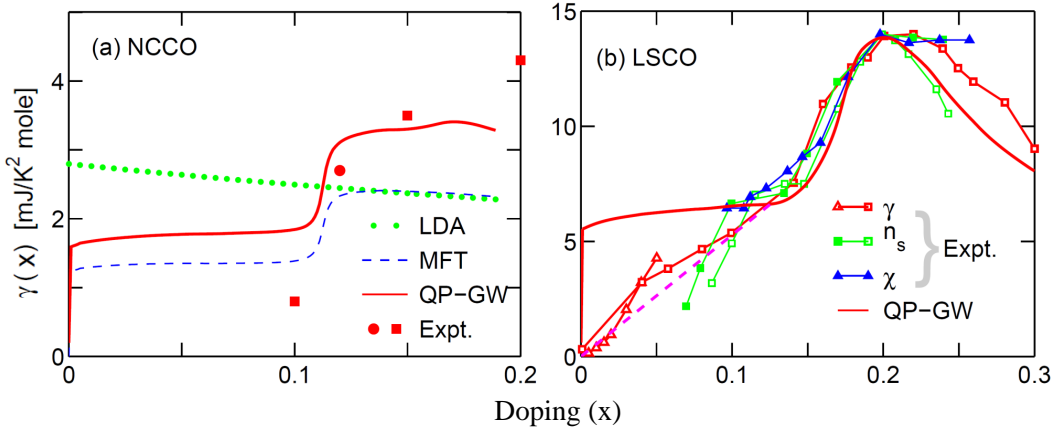 (a) NCCO
γ( x )  [mJ/K² mole]
4
2
0
0
0.1
0.2
LDA
MFT
QP−GW
Expt.
(b) LSCO
15
10
5
0
0
0.1
0.2
0.3
γ
nₛ
χ
Expt.
QP−GW
Doping (x)